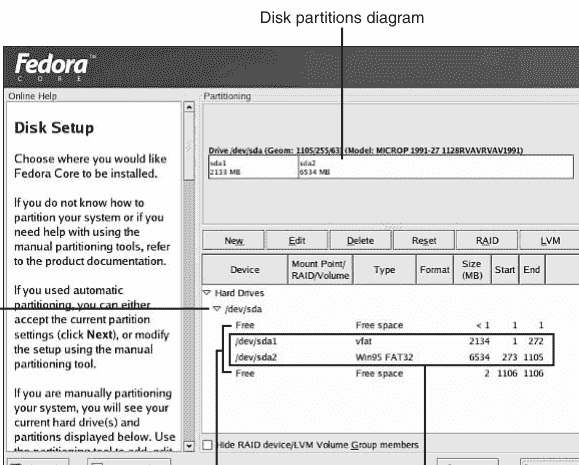 Disk partitions diagram
Fedora™
CORE
Online Help
Disk Setup
Choose where you would like
Fedora Core to be installed.
If you do not know how to
partition your system or if you
need help with using the
manual partitioning tools, refer
to the product documentation.
If you used automatic
partitioning, you can either
accept the current partition
settings (click Next), or modify
the setup using the manual
partitioning tool.
If you are manually partitioning
your system, you will see your
current hard drive(s) and
partitions displayed below. Use
the partitioning tool to add, edit,
Partitioning
Drive /dev/sda (Geom: 1105/255/63) (Model: MICROP 1991-27 1128RVAVRVAV1991)
sda1 sda2
2133 MB 6534 MB
New Edit Delete Reset RAID LVM
Device Mount Point/ RAID/Volume Type Format Size (MB) Start End
Hard Drives
/dev/sda
Free Free space < 1 1 1
/dev/sda1 vfat 2134 1 272
/dev/sda2 Win95 FAT32 6534 273 1105
Free Free space 2 1106 1106
Hide RAID device/LVM Volume Group members